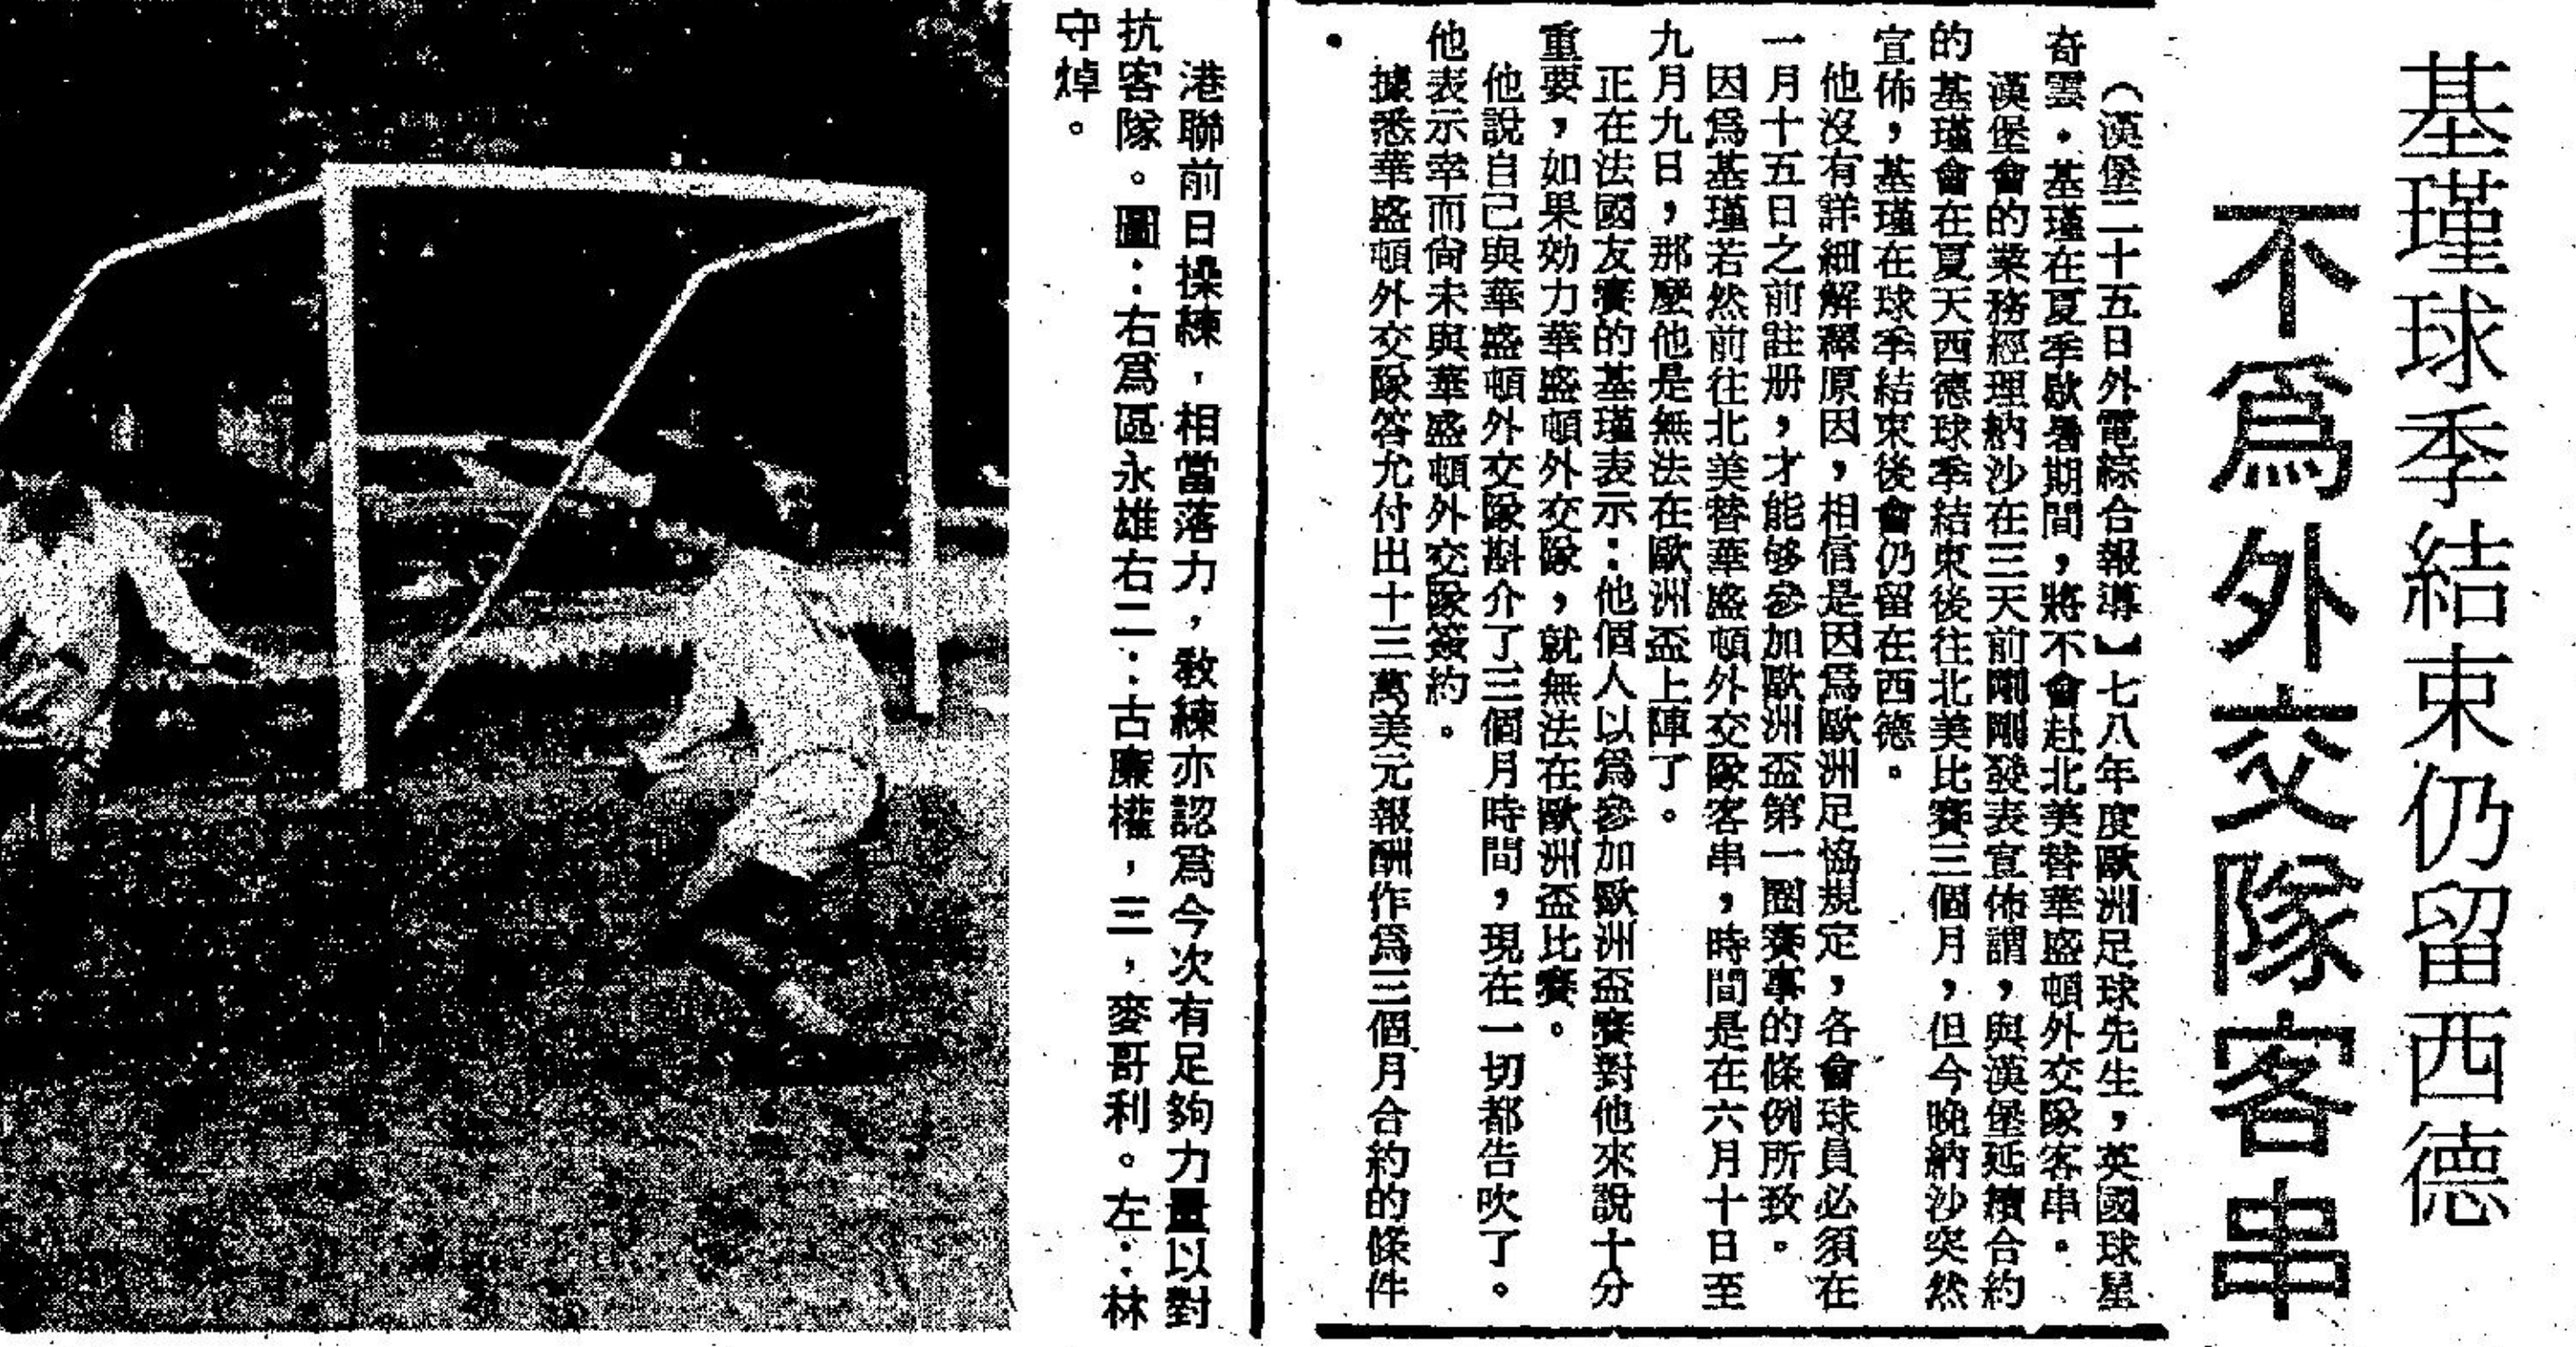 基瑾球季結束仍留西德
不爲外交隊客串
（漢堡二十五日外電綜合報導】七八年度歐洲足球先生，英國球星
奇雲・基瑾在夏季歇暑期間，將不會赴北美替華盛頓外交隊客串。
漢堡會的業務經理納沙在三天前剛剛發表宣佈謂，與漢堡延續合約
的基瑾會在夏天西德球季結束後往北美比賽三個月，但今晚納沙突然
宣佈，基瑾在球季結束後會仍留在西德。
他沒有詳細解釋原因，相信是因爲歐洲足協規定，各會球員必須在
一月十五日之前註册，才能够參加歐洲盃第一圈賽事的條例所致。
因爲基瑾若然前往北美替華盛頓外交隊客串，時間是在六月十日至
九月九日，那麼他是無法在歐洲盃上陣了。
正在法國友賽的基瑾表示：他個人以爲參加歐洲盃賽對他來說十分
重要，如果効力華盛頓外交隊，就無法在歐洲盃比賽。
他說自己與華盛頓外交隊斟介了三個月時間，現在一切都告吹了。
他表示幸而尙未與華盛頓外交隊簽約。
據悉華盛頓外交隊答允付出十三萬美元報酬作爲三個月合約的條件
。
港聯前日操練，相當落力，敎練亦認爲今次有足夠力量以對
抗客隊。圖：右爲區永雄右二：古廉權，三，麥哥利。左：林
守焯。